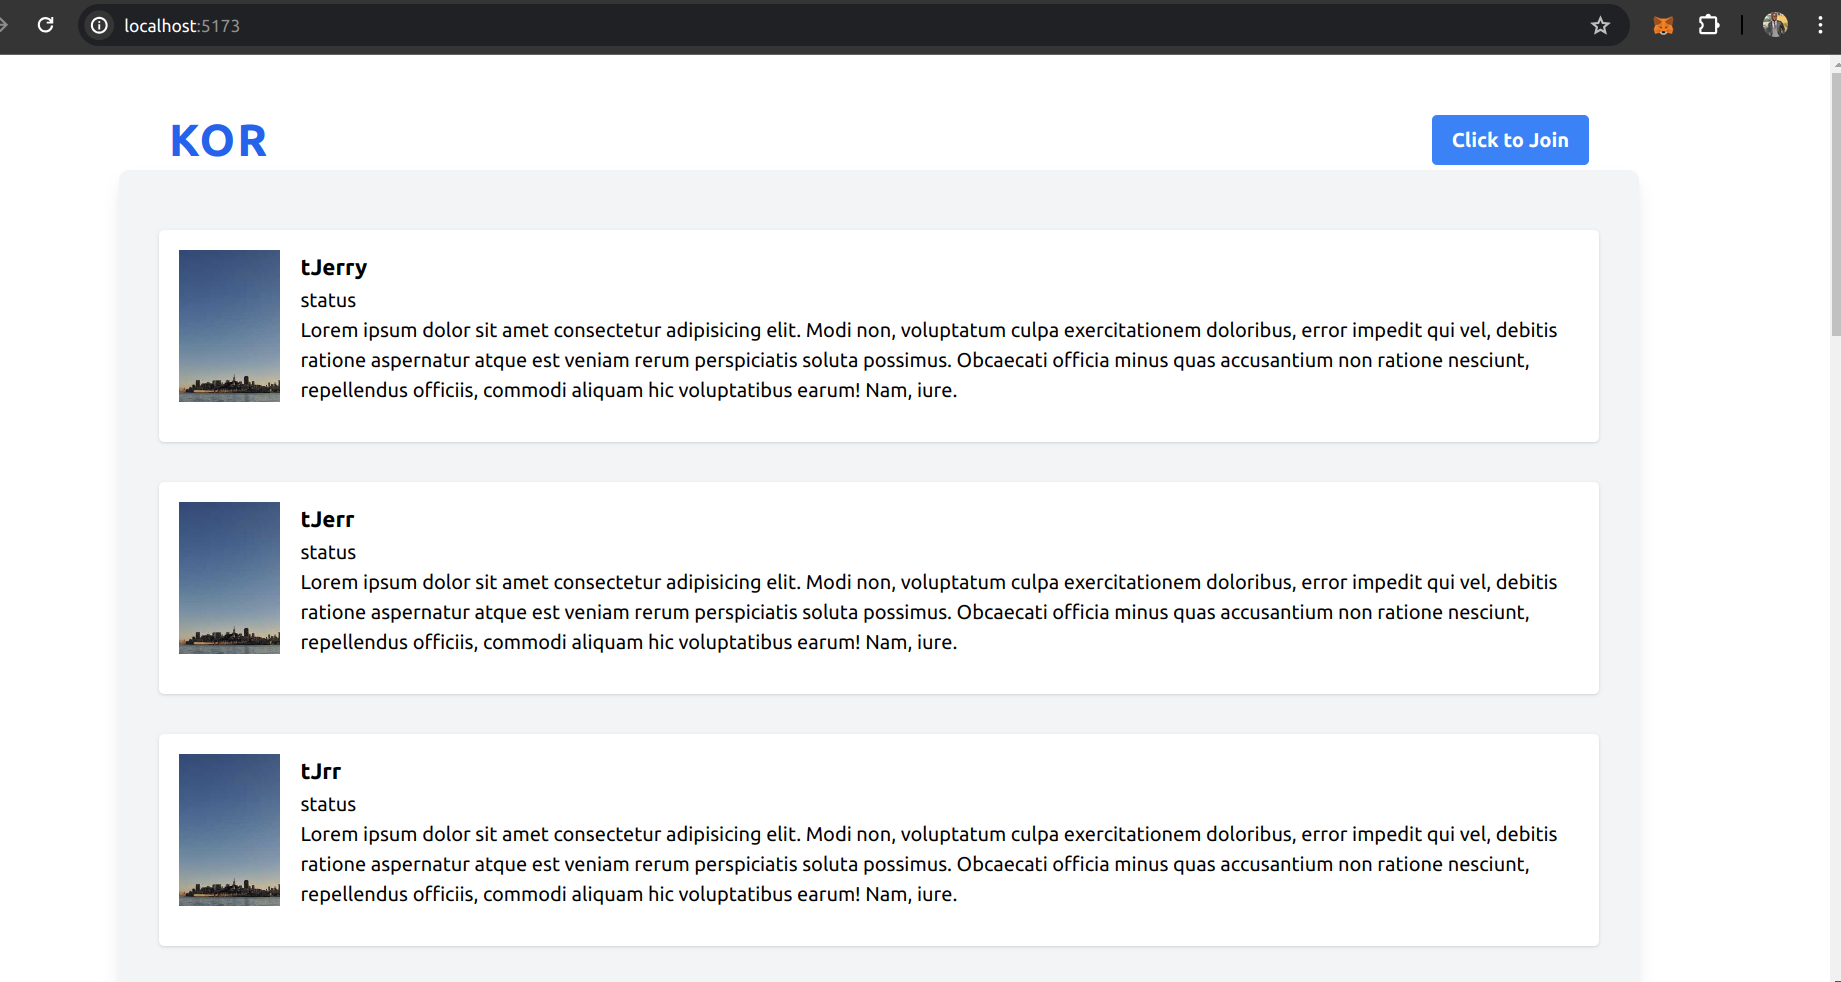 localhost:5173
KOR
Click to Join
tJerry
status
Lorem ipsum dolor sit amet consectetur adipisicing elit. Modi non, voluptatum culpa exercitationem doloribus, error impedit qui vel, debitis
ratione aspernatur atque est veniam rerum perspiciatis soluta possimus. Obcaecati officia minus quas accusantium non ratione nesciunt,
repellendus officiis, commodi aliquam hic voluptatibus earum! Nam, iure.
tJerr
status
Lorem ipsum dolor sit amet consectetur adipisicing elit. Modi non, voluptatum culpa exercitationem doloribus, error impedit qui vel, debitis
ratione aspernatur atque est veniam rerum perspiciatis soluta possimus. Obcaecati officia minus quas accusantium non ratione nesciunt,
repellendus officiis, commodi aliquam hic voluptatibus earum! Nam, iure.
tJrr
status
Lorem ipsum dolor sit amet consectetur adipisicing elit. Modi non, voluptatum culpa exercitationem doloribus, error impedit qui vel, debitis
ratione aspernatur atque est veniam rerum perspiciatis soluta possimus. Obcaecati officia minus quas accusantium non ratione nesciunt,
repellendus officiis, commodi aliquam hic voluptatibus earum! Nam, iure.